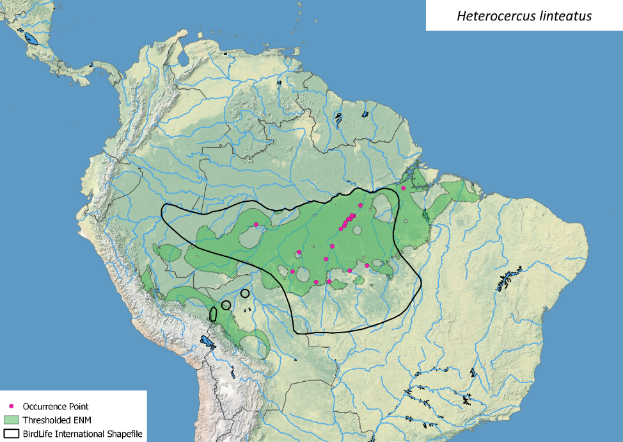 Heterocercus linteatus
Occurrence Point
Thresholded ENM
BirdLife International Shapefile